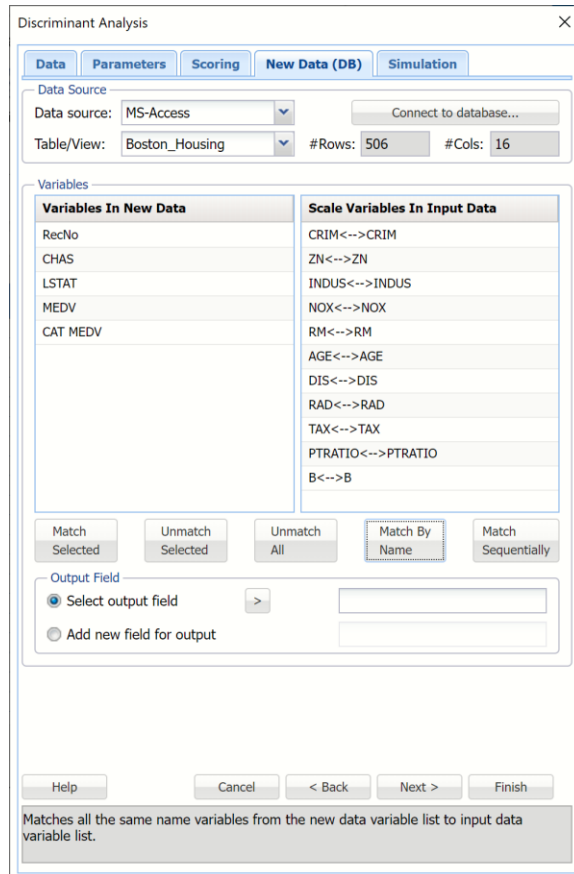 Discriminant Analysis
Data Parameters Scoring New Data (DB) Simulation
Data Source
Data source: MS-Access Connect to database...
Table/View: Boston_Housing #Rows: 506 #Cols: 16
Variables
Variables In New Data Scale Variables In Input Data
RecNo CRIM<-->CRIM
CHAS ZN<-->ZN
LSTAT INDUS<-->INDUS
MEDV NOX<-->NOX
CAT MEDV RM<-->RM
AGE<-->AGE
DIS<-->DIS
RAD<-->RAD
TAX<-->TAX
PTRATIO<-->PTRATIO
B<-->B
Match Unmatch Unmatch Match By Match
Selected Selected All Name Sequentially
Output Field
Select output field >
Add new field for output
Help Cancel < Back Next > Finish
Matches all the same name variables from the new data variable list to input data
variable list.